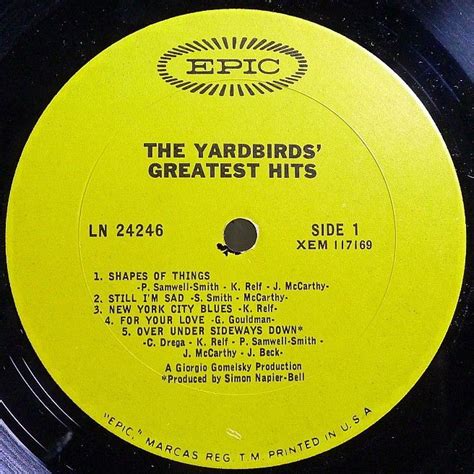 EPIC
THE YARDBIRDS'
GREATEST HITS
LN 24246
SIDE 1
XEM 117169
1. SHAPES OF THINGS
-P. Samwell-Smith - K. Relf - J. McCarthy-
2. STILL I'M SAD -S. Smith - McCarthy-
3. NEW YORK CITY BLUES -K. Relf-
4. FOR YOUR LOVE -G. Gouldman-
5. OVER UNDER SIDEWAYS DOWN*
-C. Drega - K. Relf - P. Samwell-Smith -
J. McCarthy - J. Beck-
A Giorgio Gomelsky Production
*Produced by Simon Napier-Bell
"EPIC," MARCAS REG. T.M. PRINTED IN U.S.A.